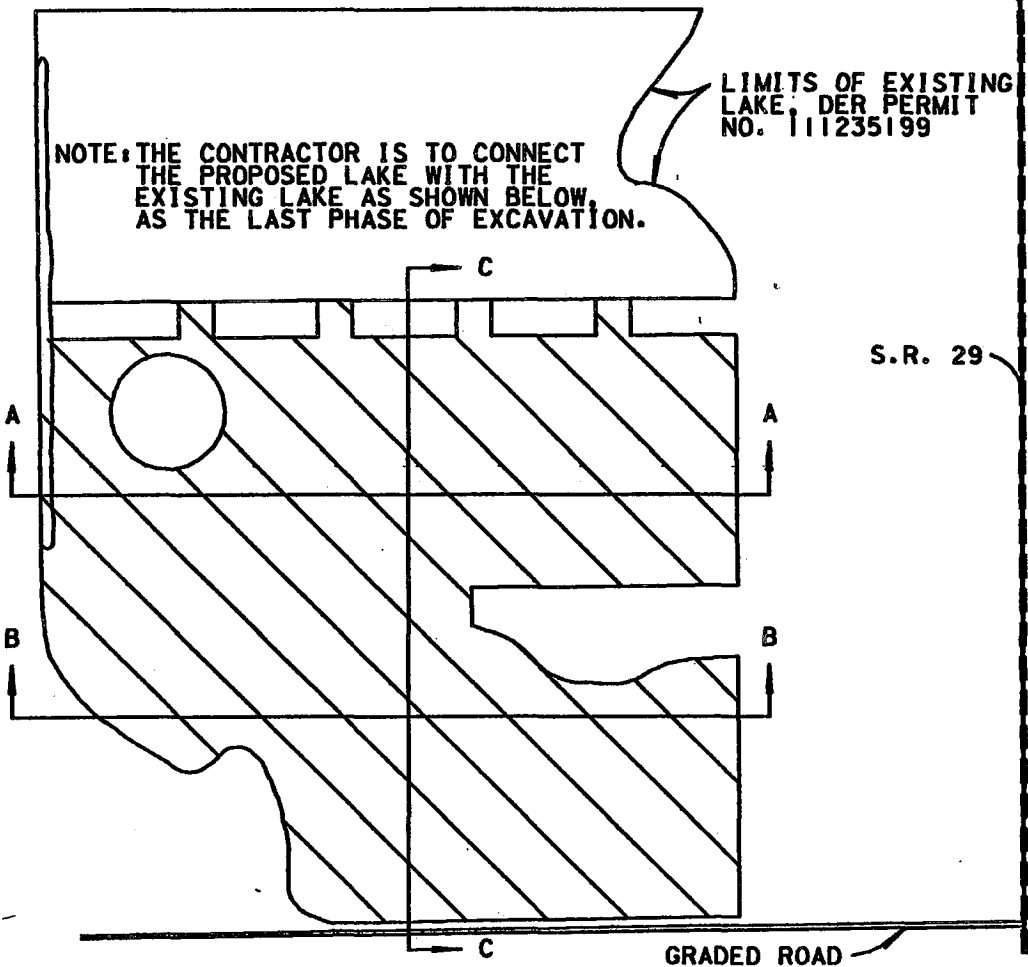 LIMITS OF EXISTING
LAKE, DER PERMIT
NO. 111235199
NOTE: THE CONTRACTOR IS TO CONNECT
THE PROPOSED LAKE WITH THE
EXISTING LAKE AS SHOWN BELOW,
AS THE LAST PHASE OF EXCAVATION.
C
S.R. 29
A
A
B
B
C
GRADED ROAD